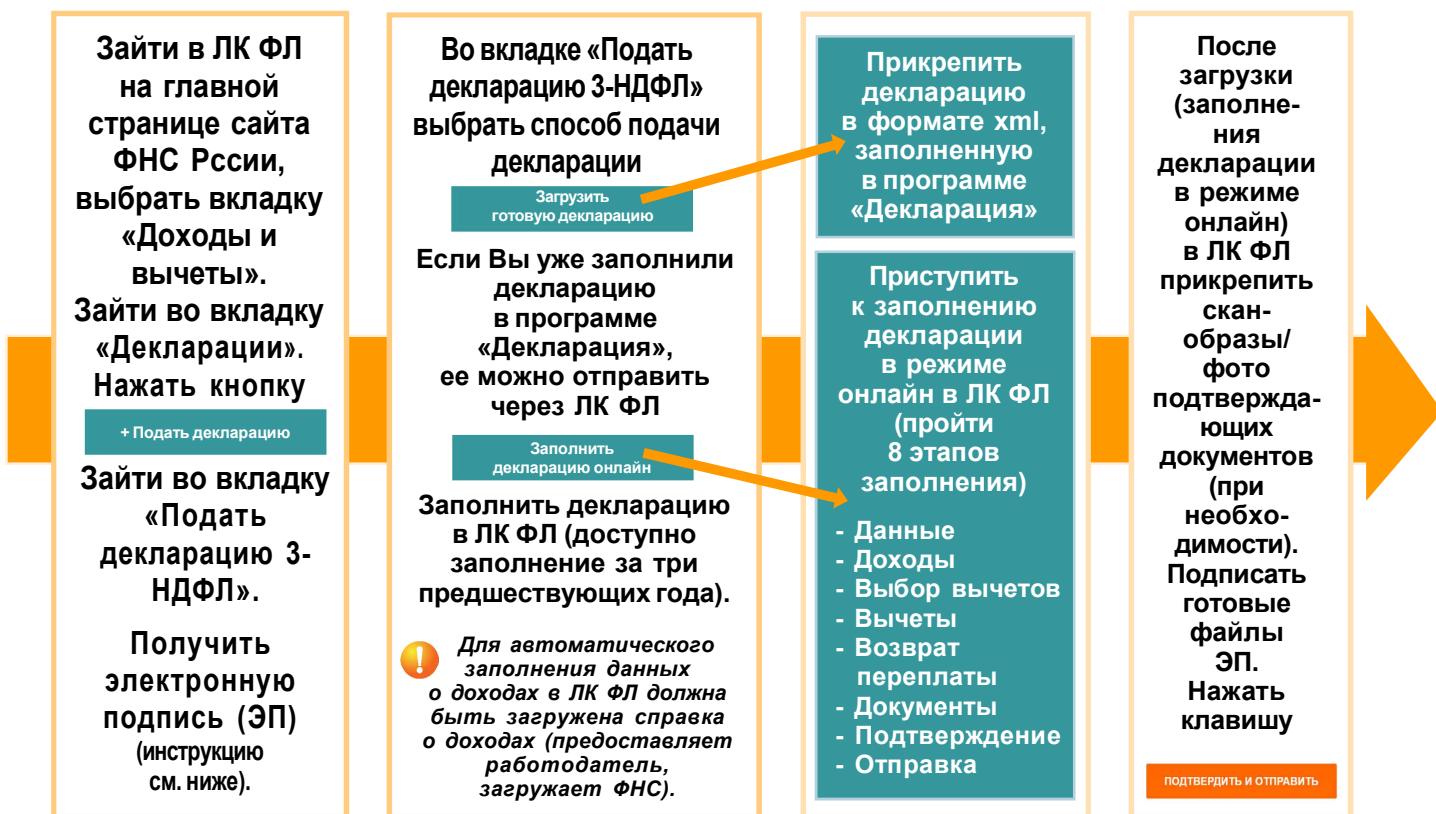 Зайти в ЛК ФЛ
на главной
странице сайта
ФНС Рссии,
выбрать вкладку
«Доходы и
вычеты».
Зайти во вкладку
«Декларации».
Нажать кнопку
+ Подать декларацию
Зайти во вкладку
«Подать
декларацию 3-
НДФЛ».
Получить
электронную
подпись (ЭП)
(инструкцию
см. ниже).
Во вкладке «Подать
декларацию 3-НДФЛ»
выбрать способ подачи
декларации
Загрузить
готовую декларацию
Если Вы уже заполнили
декларацию
в программе
«Декларация»,
ее можно отправить
через ЛК ФЛ
Заполнить
декларацию онлайн
Заполнить декларацию
в ЛК ФЛ (доступно
заполнение за три
предшествующих года).
Для автоматического
заполнения данных
о доходах в ЛК ФЛ должна
быть загружена справка
о доходах (предоставляет
работодатель,
загружает ФНС).
Прикрепить
декларацию
в формате xml,
заполненную
в программе
«Декларация»
Приступить
к заполнению
декларации
в режиме
онлайн в ЛК ФЛ
(пройти
8 этапов
заполнения)
- Данные
- Доходы
- Выбор вычетов
- Вычеты
- Возврат
переплаты
- Документы
- Подтверждение
- Отправка
После
загрузки
(заполне-
ния
декларации
в режиме
онлайн)
в ЛК ФЛ
прикрепить
скан-
образы/
фото
подтвержда-
ющих
документов
(при
необхо-
димости).
Подписать
готовые
файлы
ЭП.
Нажать
клавишу
ПОДТВЕРДИТЬ И ОТПРАВИТЬ